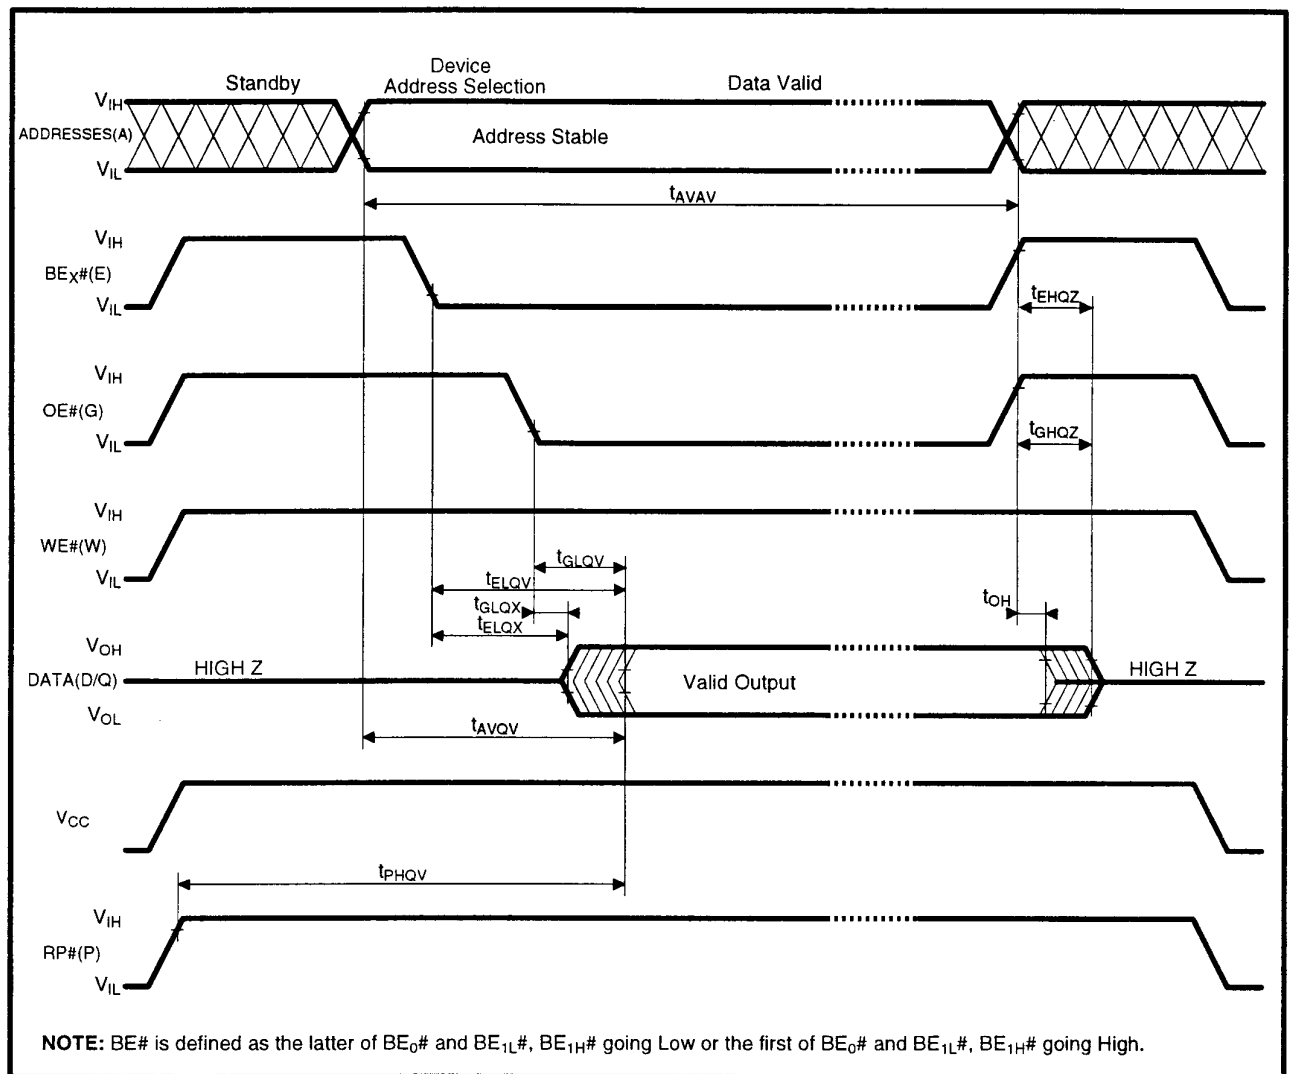 Standby
Device
Address Selection
Data Valid
VIH
ADDRESSES(A)
Address Stable
VIL
tAVAV
VIH
BEX#(E)
VIL
tEHQZ
VIH
OE#(G)
VIL
tGHQZ
VIH
WE#(W)
VIL
tGLQV
tELQV
tGLQX
tELQX
tOH
VOH
DATA(D/Q)
HIGH Z
Valid Output
HIGH Z
VOL
tAVQV
VCC
tPHQV
VIH
RP#(P)
VIL
NOTE: BE# is defined as the latter of BE0# and BE1L#, BE1H# going Low or the first of BE0# and BE1L#, BE1H# going High.